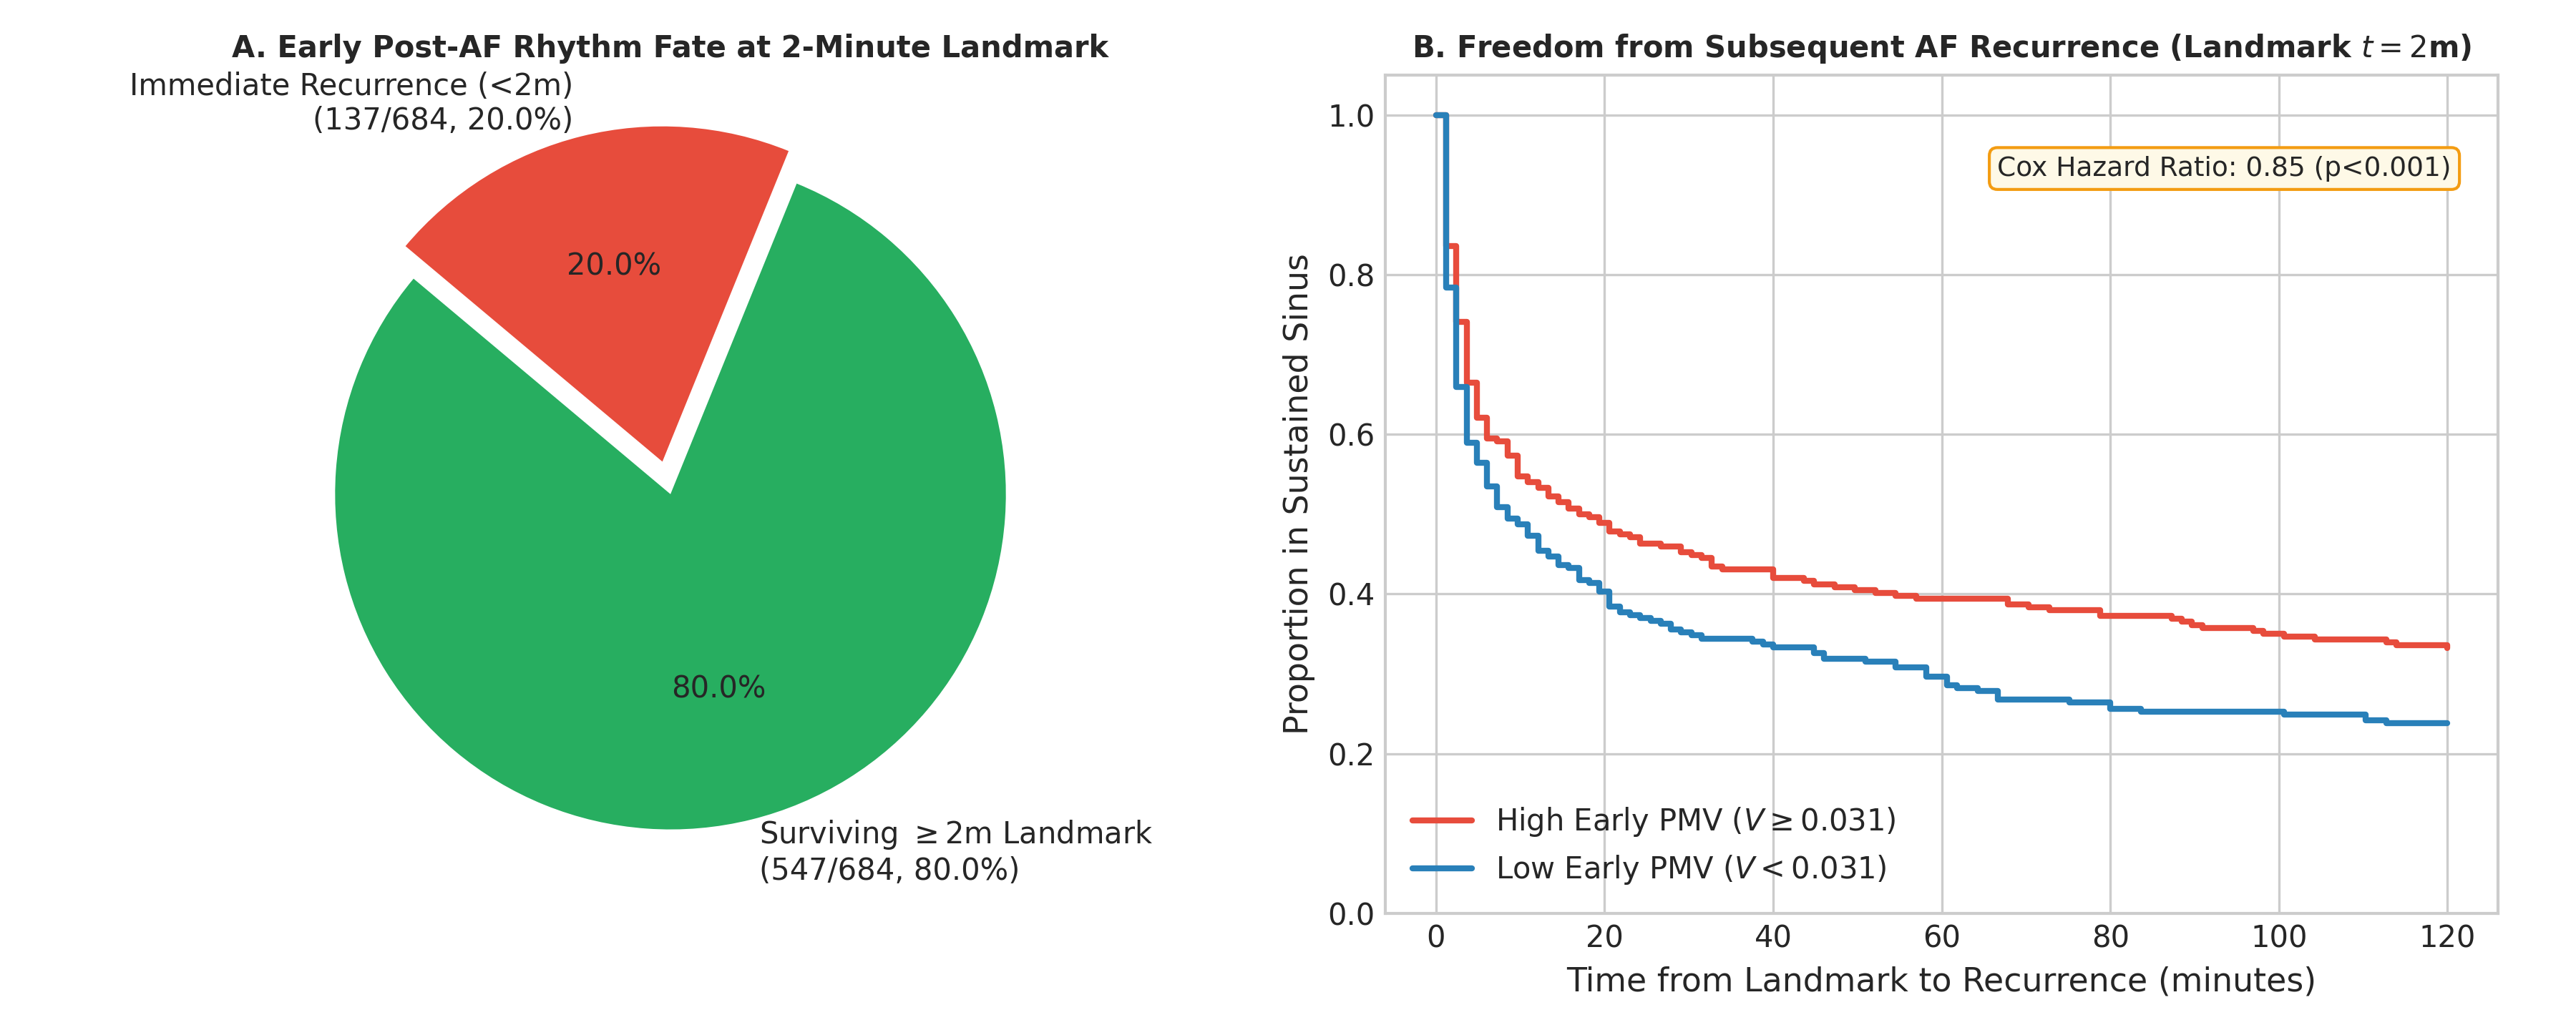 A. Early Post-AF Rhythm Fate at 2-Minute Landmark
Immediate Recurrence (<2m)
(137/684, 20.0%)
20.0%
80.0%
Surviving ≥2m Landmark
(547/684, 80.0%)
B. Freedom from Subsequent AF Recurrence (Landmark t = 2m)
Cox Hazard Ratio: 0.85 (p<0.001)
Proportion in Sustained Sinus
1.0
0.8
0.6
0.4
0.2
0.0
High Early PMV (V ≥ 0.031)
Low Early PMV (V < 0.031)
0 20 40 60 80 100 120
Time from Landmark to Recurrence (minutes)